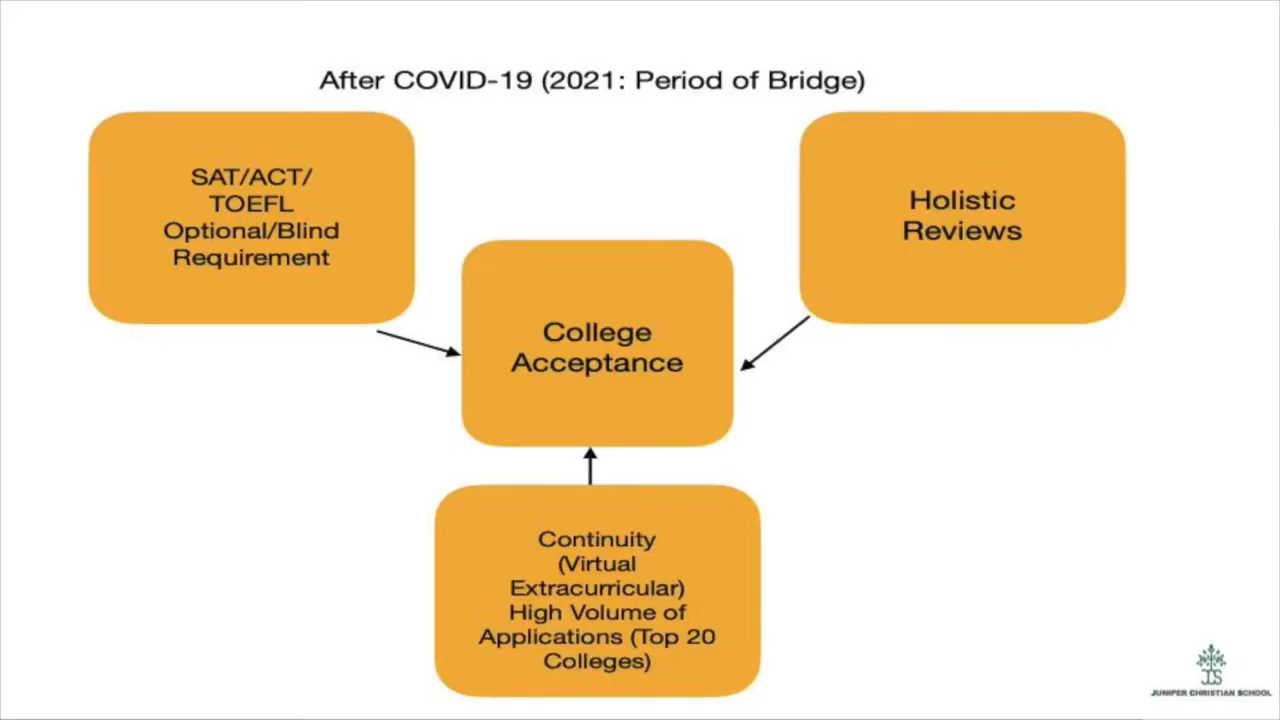 After COVID-19 (2021: Period of Bridge)
SAT/ACT/
TOEFL
Optional/Blind
Requirement
Holistic
Reviews
College
Acceptance
Continuity
(Virtual
Extracurricular)
High Volume of
Applications (Top 20
Colleges)
JCS
JUNIPER CHRISTIAN SCHOOL